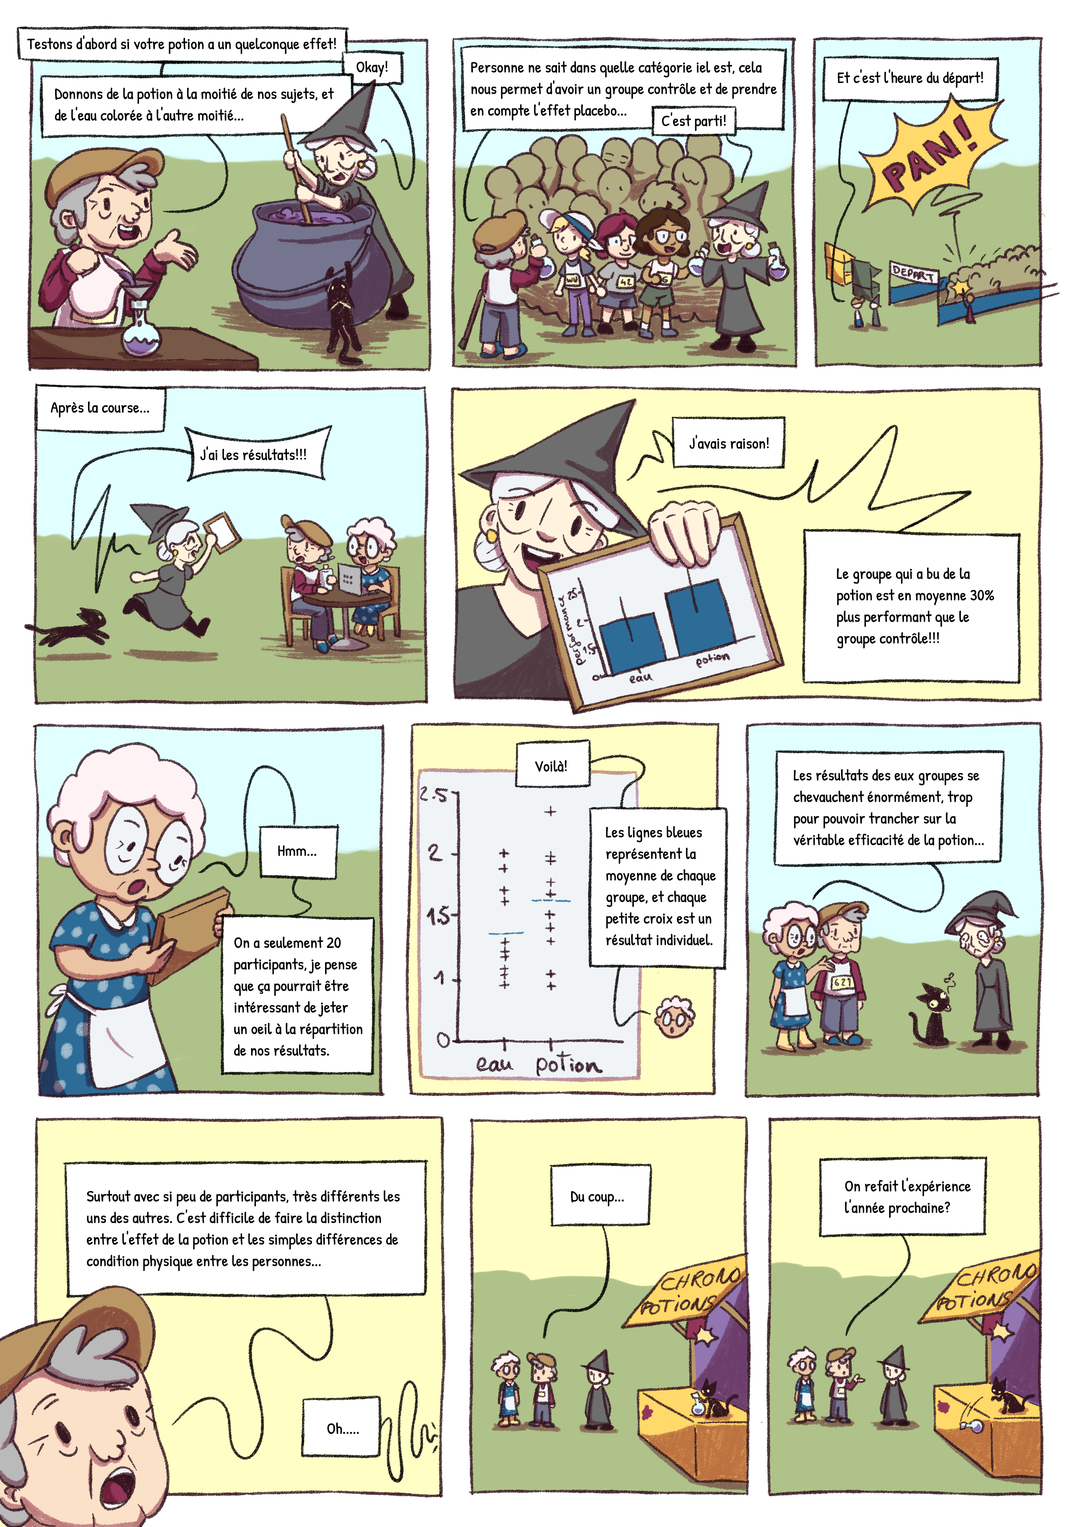 Testons d'abord si votre potion a un quelconque effet!
Okay!
Donnons de la potion à la moitié de nos sujets, et
de l'eau colorée à l'autre moitié...
Personne ne sait dans quelle catégorie iel est, cela
nous permet d'avoir un groupe contrôle et de prendre
en compte l'effet placebo...
C'est parti!
42
Et c'est l'heure du départ!
PAN!
DEPART
Après la course...
J'ai les résultats!!!
J'avais raison!
Le groupe qui a bu de la
potion est en moyenne 30%
plus performant que le
groupe contrôle!!!
performance
2.5
2
1.5
0
eau
potion
Hmm...
On a seulement 20
participants, je pense
que ça pourrait être
intéressant de jeter
un oeil à la répartition
de nos résultats.
Voilà!
Les lignes bleues
représentent la
moyenne de chaque
groupe, et chaque
petite croix est un
résultat individuel.
2.5
2
1.5
1
0
eau potion
Les résultats des eux groupes se
chevauchent énormément, trop
pour pouvoir trancher sur la
véritable efficacité de la potion...
621
Surtout avec si peu de participants, très différents les
uns des autres. C'est difficile de faire la distinction
entre l'effet de la potion et les simples différences de
condition physique entre les personnes...
Oh.....
Du coup...
CHRONO
POTIONS
On refait l'expérience
l'année prochaine?
CHRONO
POTIONS